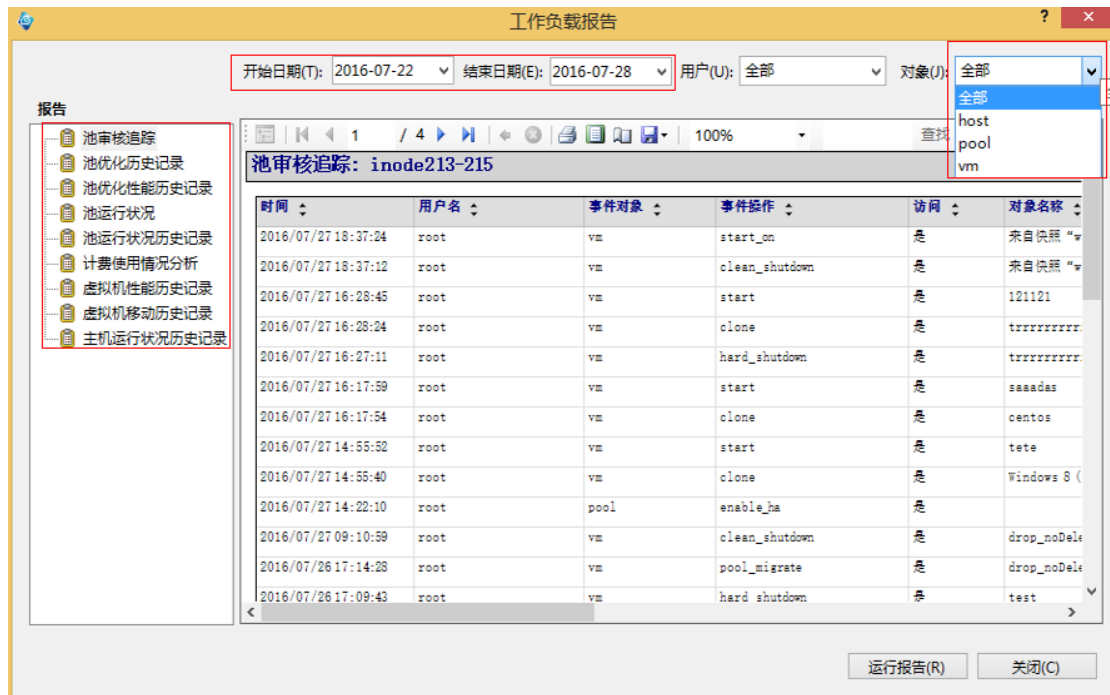 工作负载报告 ? ×
开始日期(T): 2016-07-22 结束日期(E): 2016-07-28 用户(U): 全部 对象(J): 全部
全部
host
pool
vm
报告
池审核追踪
池优化历史记录
池优化性能历史记录
池运行状况
池运行状况历史记录
计费使用情况分析
虚拟机性能历史记录
虚拟机移动历史记录
主机运行状况历史记录
1 / 4 100% 查找
池审核追踪: inode213-215
时间 用户名 事件对象 事件操作 访问 对象名称
2016/07/27 18:37:24 root vm start_on 是 来自快照 “w
2016/07/27 18:37:12 root vm clean_shutdown 是 来自快照 “w
2016/07/27 16:28:45 root vm start 是 121121
2016/07/27 16:28:24 root vm clone 是
2016/07/27 16:27:11 root vm hard_shutdown 是
2016/07/27 16:17:59 root vm start 是 saaadas
2016/07/27 16:17:54 root vm clone 是 centos
2016/07/27 14:55:52 root vm start 是 tete
2016/07/27 14:55:40 root vm clone 是 Windows 8 (
2016/07/27 14:22:10 root pool enable_ha 是
2016/07/27 09:10:59 root vm clean_shutdown 是 drop_noDele
2016/07/26 17:14:28 root vm pool_migrate 是 drop_noDele
2016/07/26 17:09:43 root vm hard_shutdown 是 test
运行报告(R) 关闭(C)